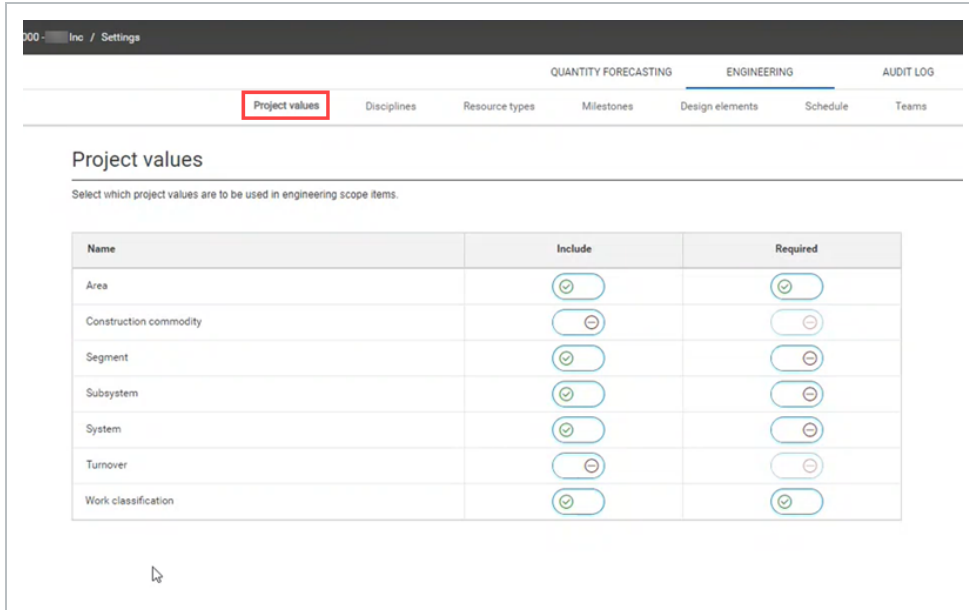 000 - Inc / Settings
QUANTITY FORECASTING ENGINEERING AUDIT LOG
Project values Disciplines Resource types Milestones Design elements Schedule Teams
Project values
Select which project values are to be used in engineering scope items.
Name Include Required
Area
Construction commodity
Segment
Subsystem
System
Turnover
Work classification